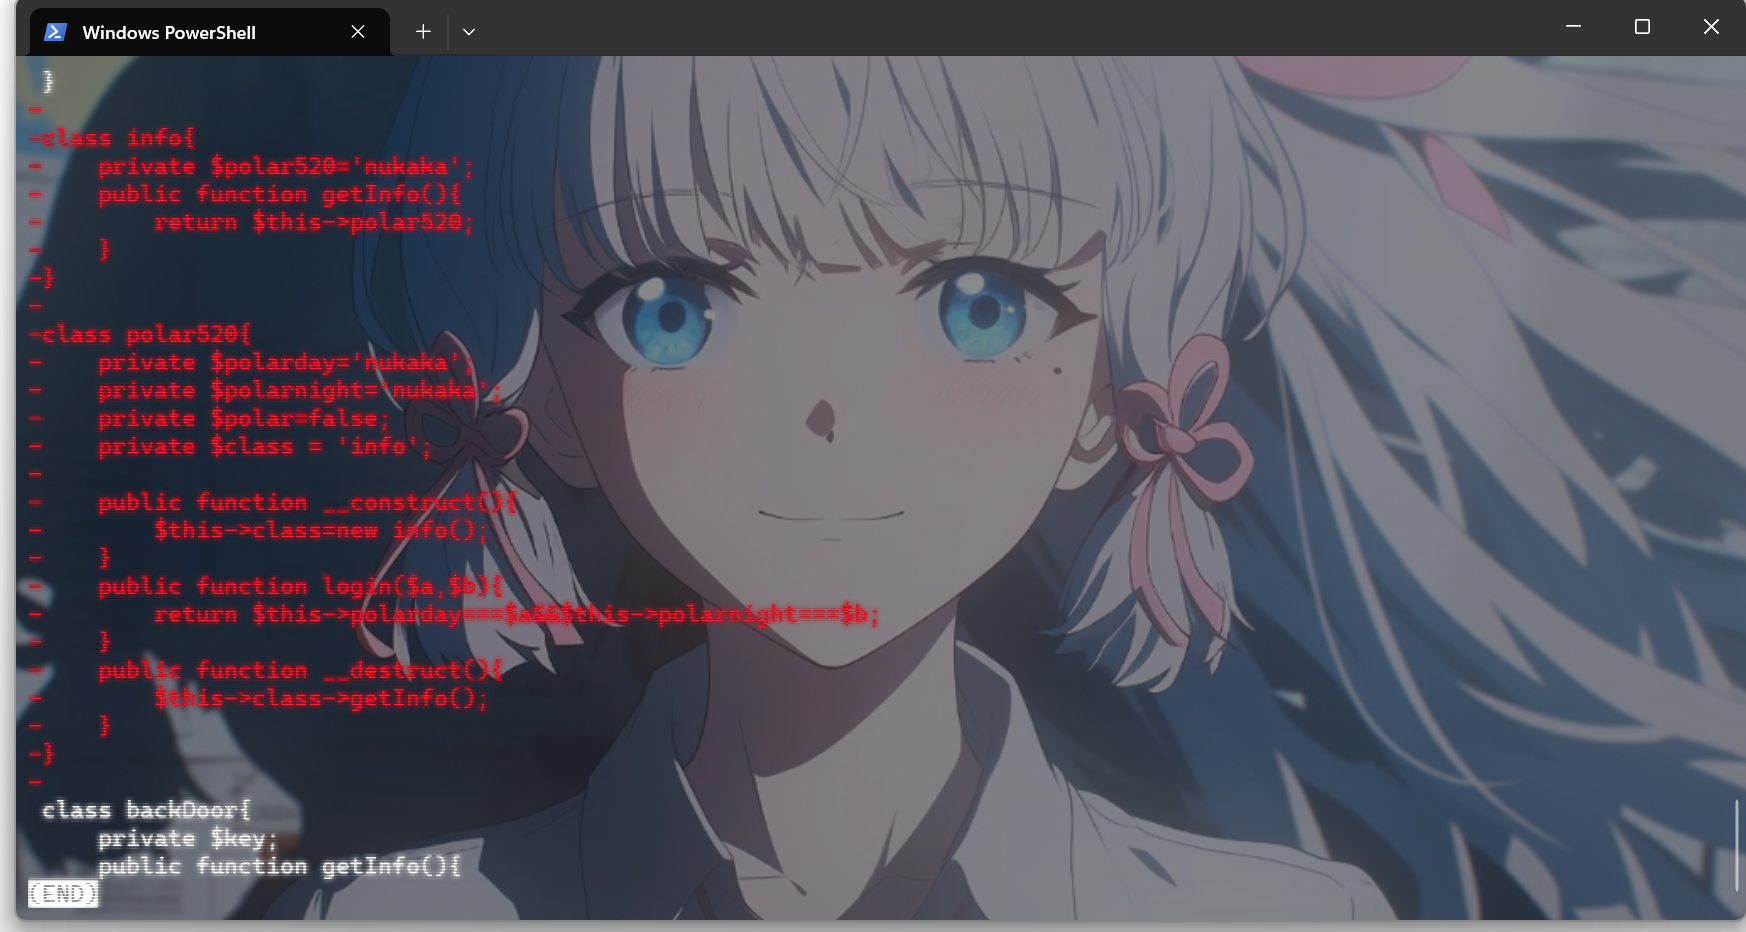 Windows PowerShell
 }
-
-class info{
-    private $polar520='nukaka';
-    public function getInfo(){
-        return $this->polar520;
-    }
-}
-
-class polar520{
-    private $polarday='nukaka';
-    private $polarnight='nukaka';
-    private $polar=false;
-    private $class = 'info';
-
-    public function __construct(){
-        $this->class=new info();
-    }
-    public function login($a,$b){
-        return $this->polarday===$a&&$this->polarnight===$b;
-    }
-    public function __destruct(){
-        $this->class->getInfo();
-    }
-}
-
 class backDoor{
     private $key;
     public function getInfo(){
(END)